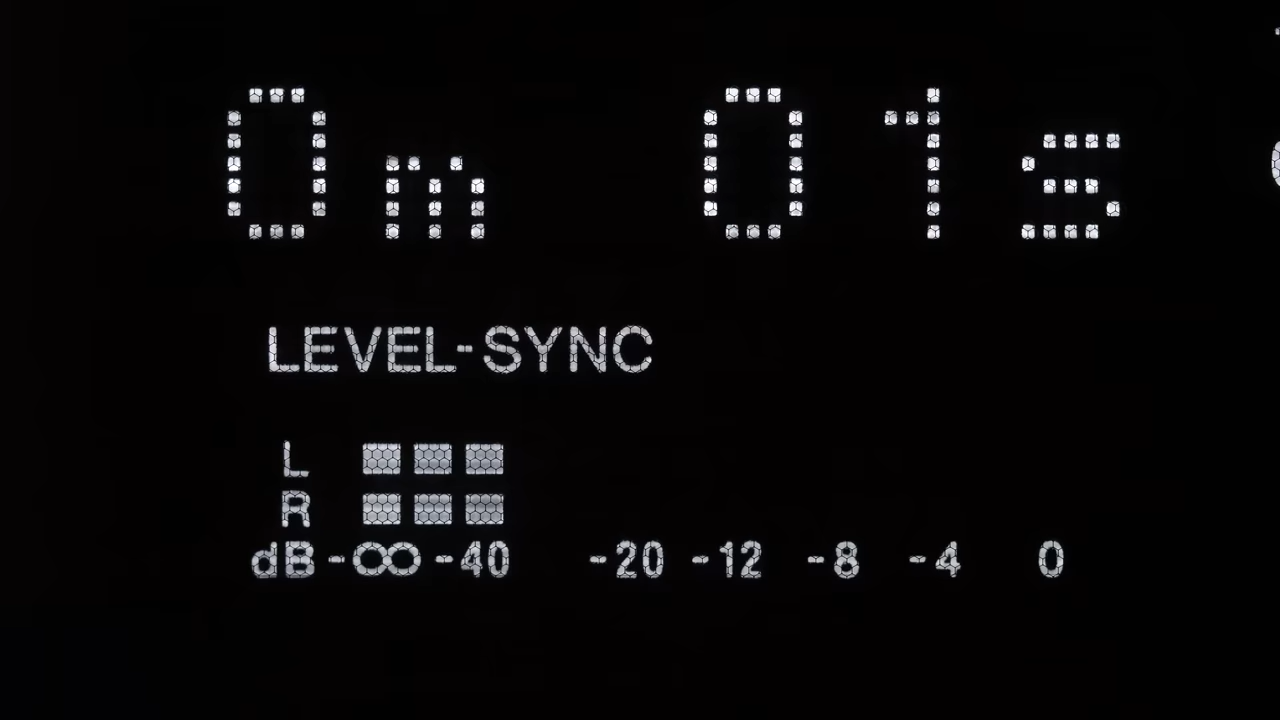 0m 01s
LEVEL-SYNC
L
R
dB -∞ -40 -20 -12 -8 -4 0